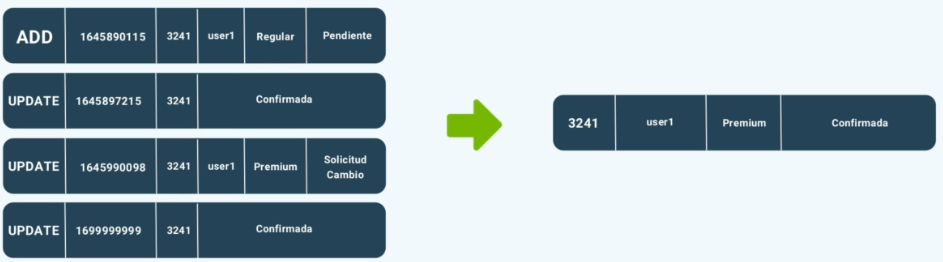 ADD 1645890115 3241 user1 Regular Pendiente
UPDATE 1645897215 3241 Confirmada
UPDATE 1645990098 3241 user1 Premium Solicitud
Cambio
UPDATE 1699999999 3241 Confirmada
3241 user1 Premium Confirmada